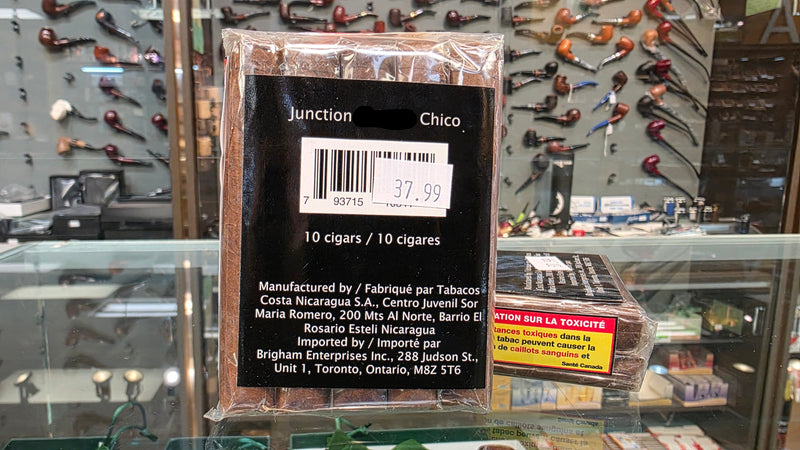 Junction Chico
37.99
7 93715
10 cigars / 10 cigares
Manufactured by / Fabriqué par Tabacos
Costa Nicaragua S.A., Centro Juvenil Sor
Maria Romero, 200 Mts Al Norte, Barrio El
Rosario Esteli Nicaragua
Imported by / Importé par
Brigham Enterprises Inc., 288 Judson St.,
Unit 1, Toronto, Ontario, M8Z 5T6
ATION SUR LA TOXICITÉ
tances toxiques dans la
tabac peuvent causer la
de caillots sanguins et
Santé Canada